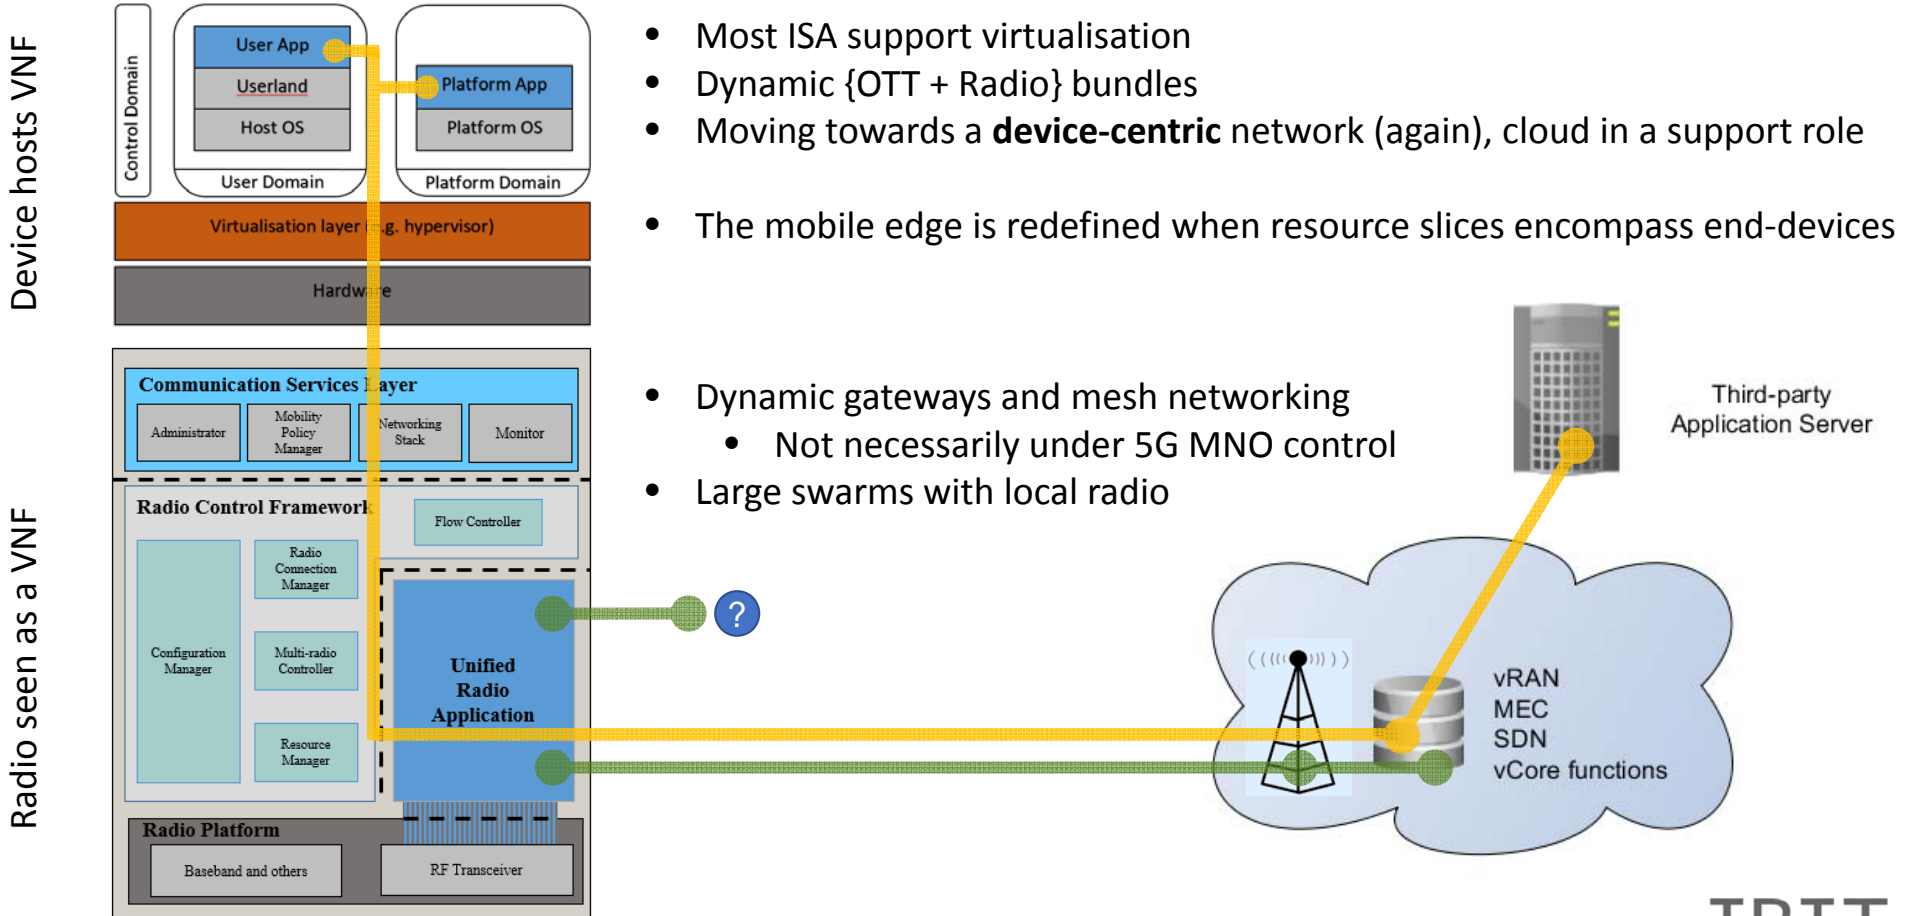 Device hosts VNF
Control Domain
User App
Userland
Host OS
User Domain
Platform App
Platform OS
Platform Domain
Virtualisation layer (e.g. hypervisor)
Hardware
• Most ISA support virtualisation
• Dynamic {OTT + Radio} bundles
• Moving towards a device-centric network (again), cloud in a support role
• The mobile edge is redefined when resource slices encompass end-devices
Radio seen as a VNF
Communication Services Layer
Administrator
Mobility
Policy
Manager
Networking
Stack
Monitor
Radio Control Framework
Flow Controller
Configuration
Manager
Radio
Connection
Manager
Multi-radio
Controller
Resource
Manager
Unified
Radio
Application
Radio Platform
Baseband and others
RF Transceiver
• Dynamic gateways and mesh networking
• Not necessarily under 5G MNO control
• Large swarms with local radio
?
Third-party
Application Server
((((( )))))
vRAN
MEC
SDN
vCore functions